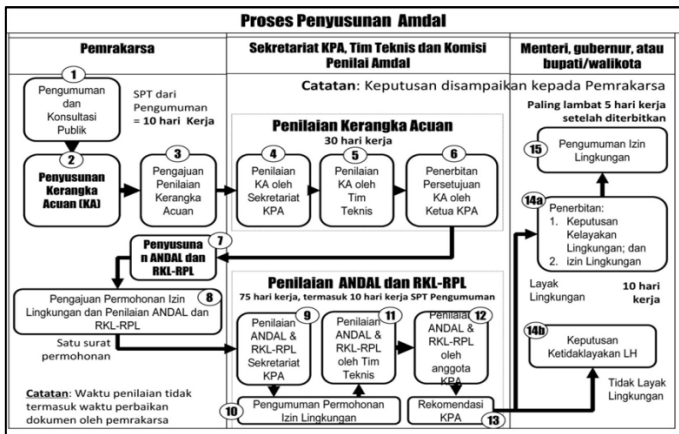 Proses Penyusunan Amdal
Pemrakarsa
Sekretariat KPA, Tim Teknis dan Komisi
Penilai Amdal
Menteri, gubernur, atau
bupati/walikota
Catatan: Keputusan disampaikan kepada Pemrakarsa
1
Pengumuman
dan
Konsultasi
Publik
SPT dari
Pengumuman
= 10 hari Kerja
2
Penyusunan
Kerangka
Acuan (KA)
3
Pengajuan
Penilaian
Kerangka
Acuan
Penilaian Kerangka Acuan
30 hari kerja
4
Penilaian
KA oleh
Sekretariat
KPA
5
Penilaian
KA oleh
Tim
Teknis
6
Penerbitan
Persetujuan
KA oleh
Ketua KPA
Paling lambat 5 hari kerja
setelah diterbitkan
15
Pengumuman Izin
Lingkungan
14a
Penerbitan:
1. Keputusan
Kelayakan
Lingkungan; dan
2. izin Lingkungan
Layak
Lingkungan
10 hari
kerja
7
Penyusuna
n ANDAL dan
RKL-RPL
8
Pengajuan Permohonan Izin
Lingkungan dan Penilaian ANDAL dan
RKL-RPL
Satu surat
permohonan
Penilaian ANDAL dan RKL-RPL
75 hari kerja, termasuk 10 hari kerja SPT Pengumuman
9
Penilaian
ANDAL &
RKL-RPL
Sekretariat
KPA
11
Penilaian
ANDAL &
RKL-RPL
oleh Tim
Teknis
12
Penilaian
ANDAL &
RKL-RPL
oleh
anggota
KPA
10
Pengumuman Permohonan
Izin Lingkungan
Rekomendasi
KPA
13
14b
Keputusan
Ketidaklayakan LH
Tidak Layak
Lingkungan
Catatan: Waktu penilaian tidak
termasuk waktu perbaikan
dokumen oleh pemrakarsa